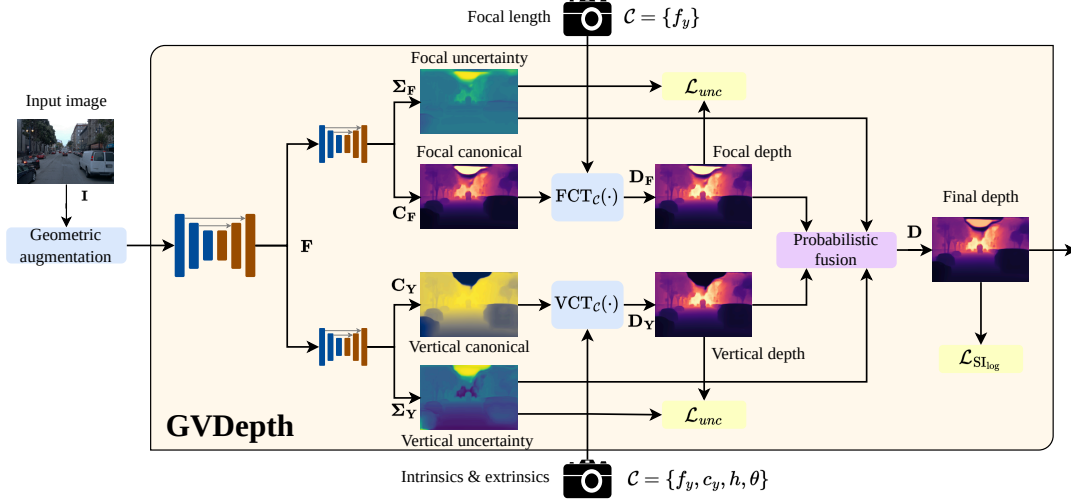 Focal length
𝒞 = {f_y}
Focal uncertainty
Σ_F
ℒ_unc
Input image
Focal canonical
Focal depth
D_F
C_F
FCT_𝒞(·)
I
Final depth
Geometric
augmentation
F
Probabilistic
fusion
D
C_Y
VCT_𝒞(·)
D_Y
Vertical canonical
Vertical depth
ℒ_SI_log
Σ_Y
ℒ_unc
GVDepth
Vertical uncertainty
Intrinsics & extrinsics
𝒞 = {f_y, c_y, h, θ}